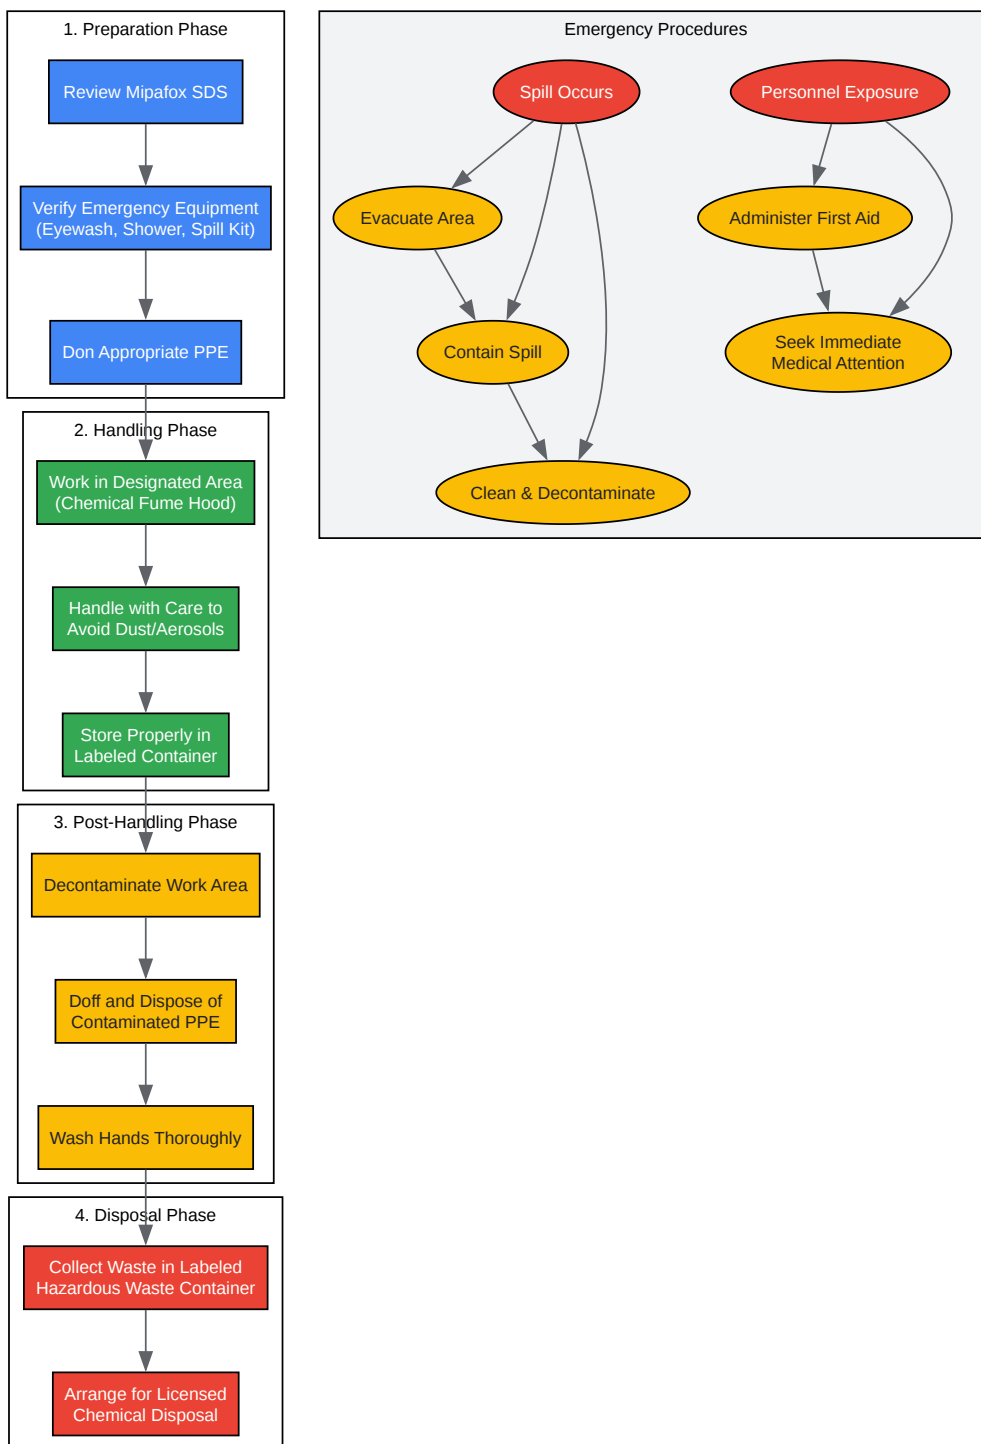 1. Preparation Phase
Review Mipafox SDS
Verify Emergency Equipment
(Eyewash, Shower, Spill Kit)
Don Appropriate PPE
2. Handling Phase
Work in Designated Area
(Chemical Fume Hood)
Handle with Care to
Avoid Dust/Aerosols
Store Properly in
Labeled Container
3. Post-Handling Phase
Decontaminate Work Area
Doff and Dispose of
Contaminated PPE
Wash Hands Thoroughly
4. Disposal Phase
Collect Waste in Labeled
Hazardous Waste Container
Arrange for Licensed
Chemical Disposal
Emergency Procedures
Spill Occurs
Evacuate Area
Contain Spill
Clean & Decontaminate
Personnel Exposure
Administer First Aid
Seek Immediate
Medical Attention